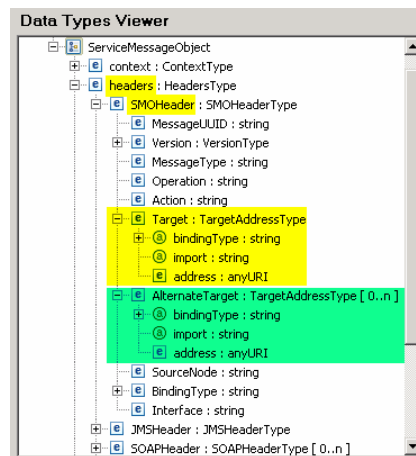 Data Types Viewer
ServiceMessageObject
e context : ContextType
e headers : HeadersType
e SMOHeader : SMOHeaderType
e MessageUUID : string
e Version : VersionType
e MessageType : string
e Operation : string
e Action : string
e Target : TargetAddressType
@ bindingType : string
@ import : string
e address : anyURI
e AlternateTarget : TargetAddressType [ 0..n ]
@ bindingType : string
@ import : string
e address : anyURI
e SourceNode : string
e BindingType : string
e Interface : string
e JMSHeader : JMSHeaderType
e SOAPHeader : SOAPHeaderType [ 0..n ]